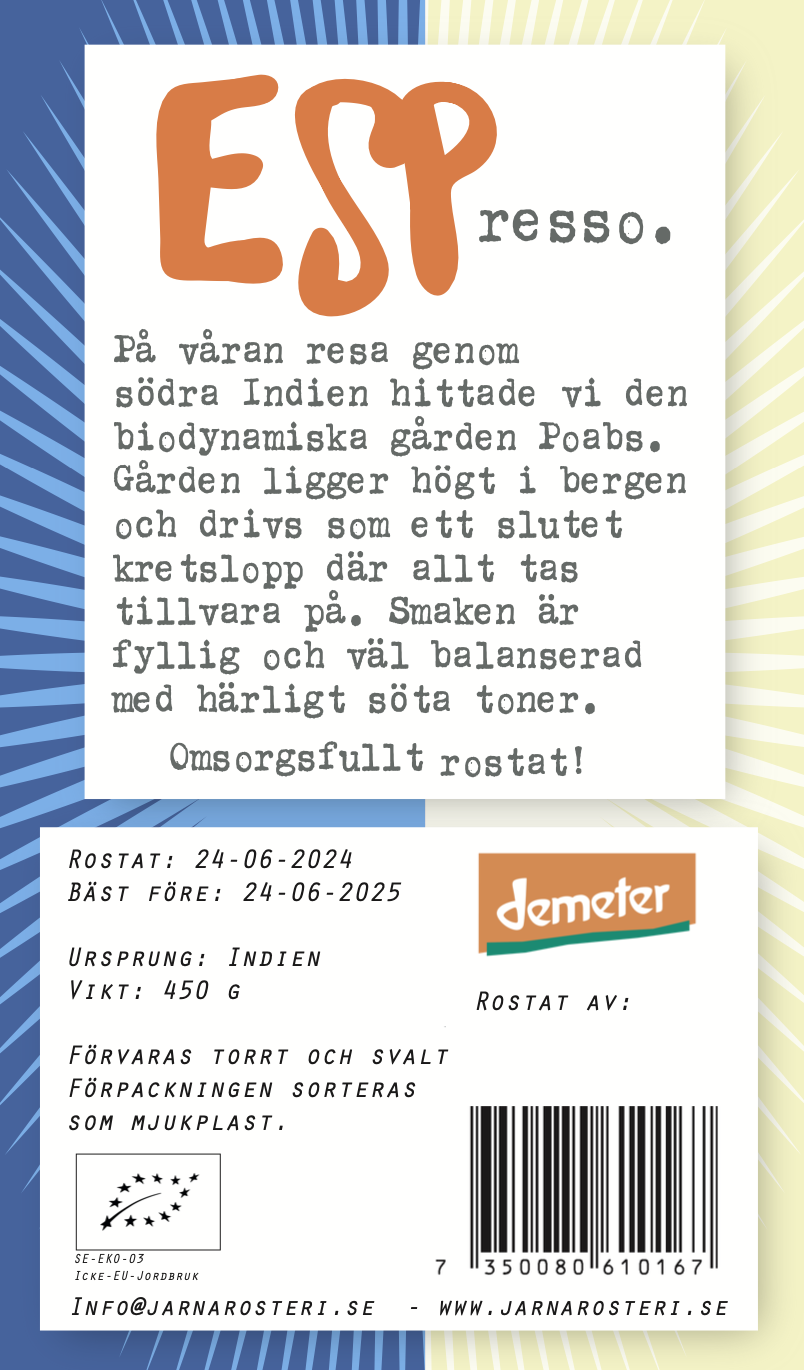 ESPresso.
På våran resa genom
södra Indien hittade vi den
biodynamiska gården Poabs.
Gården ligger högt i bergen
och drivs som ett slutet
kretslopp där allt tas
tillvara på. Smaken är
fyllig och väl balanserad
med härligt söta toner.
Omsorgsfullt rostat!
Rostat: 24-06-2024
Bäst före: 24-06-2025
Ursprung: Indien
Vikt: 450 g
Förvaras torrt och svalt
Förpackningen sorteras
som mjukplast.
SE-EKO-03
Icke-EU-Jordbruk
demeter
Rostat av:
7 350080 610167
Info@jarnarosteri.se - www.jarnarosteri.se